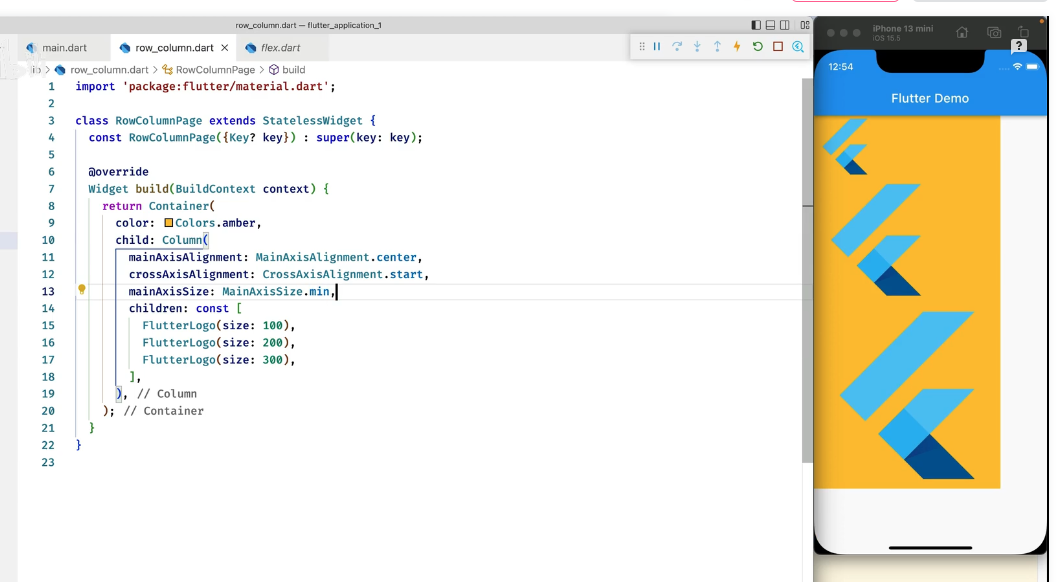 row_column.dart — flutter_application_1
main.dart
row_column.dart
flex.dart
row_column.dart > RowColumnPage > build
1 import 'package:flutter/material.dart';
2
3 class RowColumnPage extends StatelessWidget {
4 const RowColumnPage({Key? key}) : super(key: key);
5
6 @override
7 Widget build(BuildContext context) {
8 return Container(
9 color: Colors.amber,
10 child: Column(
11 mainAxisAlignment: MainAxisAlignment.center,
12 crossAxisAlignment: CrossAxisAlignment.start,
13 mainAxisSize: MainAxisSize.min,
14 children: const [
15 FlutterLogo(size: 100),
16 FlutterLogo(size: 200),
17 FlutterLogo(size: 300),
18 ],
19 ), // Column
20 ); // Container
21 }
22 }
23
iPhone 13 mini
iOS 15.5
?
12:54
Flutter Demo